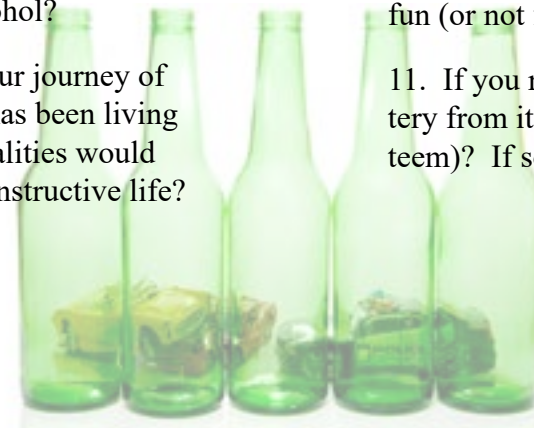 ohol?
ur journey of
as been living
alities would
nstructive life?
fun (or not
11. If you
tery from it
teem)? If s